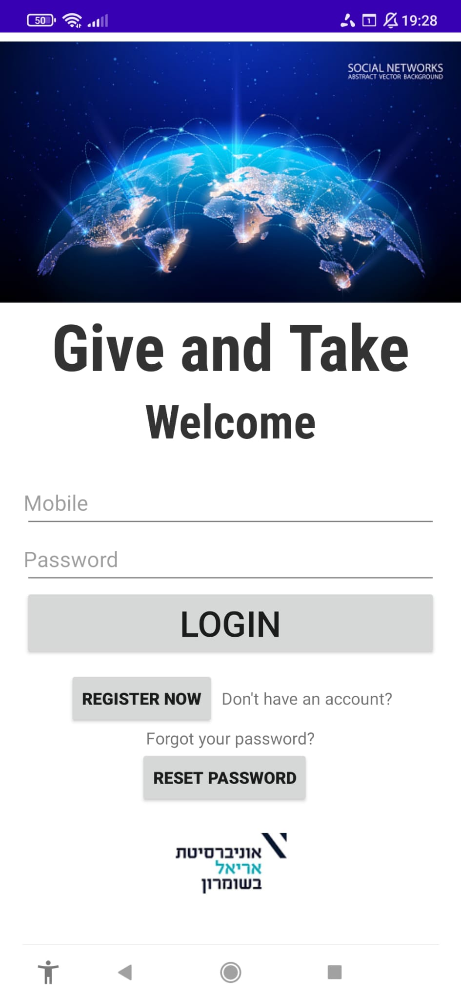 50
1
19:28
SOCIAL NETWORKS
ABSTRACT VECTOR BACKGROUND
Give and Take
Welcome
Mobile
Password
LOGIN
REGISTER NOW Don't have an account?
Forgot your password?
RESET PASSWORD
אוניברסיטת
אריאל
בשומרון